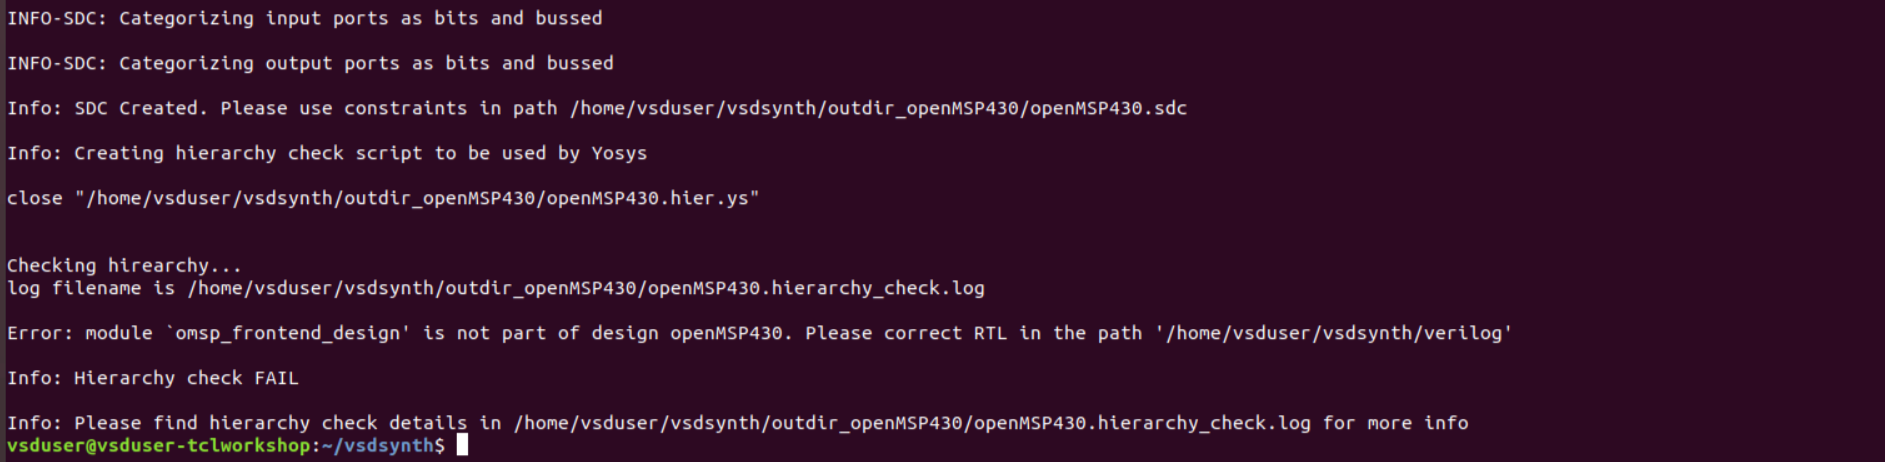 INFO-SDC: Categorizing input ports as bits and bussed
INFO-SDC: Categorizing output ports as bits and bussed
Info: SDC Created. Please use constraints in path /home/vsduser/vsdsynth/outdir_openMSP430/openMSP430.sdc
Info: Creating hierarchy check script to be used by Yosys
close "/home/vsduser/vsdsynth/outdir_openMSP430/openMSP430.hier.ys"
Checking hirearchy...
log filename is /home/vsduser/vsdsynth/outdir_openMSP430/openMSP430.hierarchy_check.log
Error: module `omsp_frontend_design' is not part of design openMSP430. Please correct RTL in the path '/home/vsduser/vsdsynth/verilog'
Info: Hierarchy check FAIL
Info: Please find hierarchy check details in /home/vsduser/vsdsynth/outdir_openMSP430/openMSP430.hierarchy_check.log for more info
vsduser@vsduser-tclworkshop:~/vsdsynth$